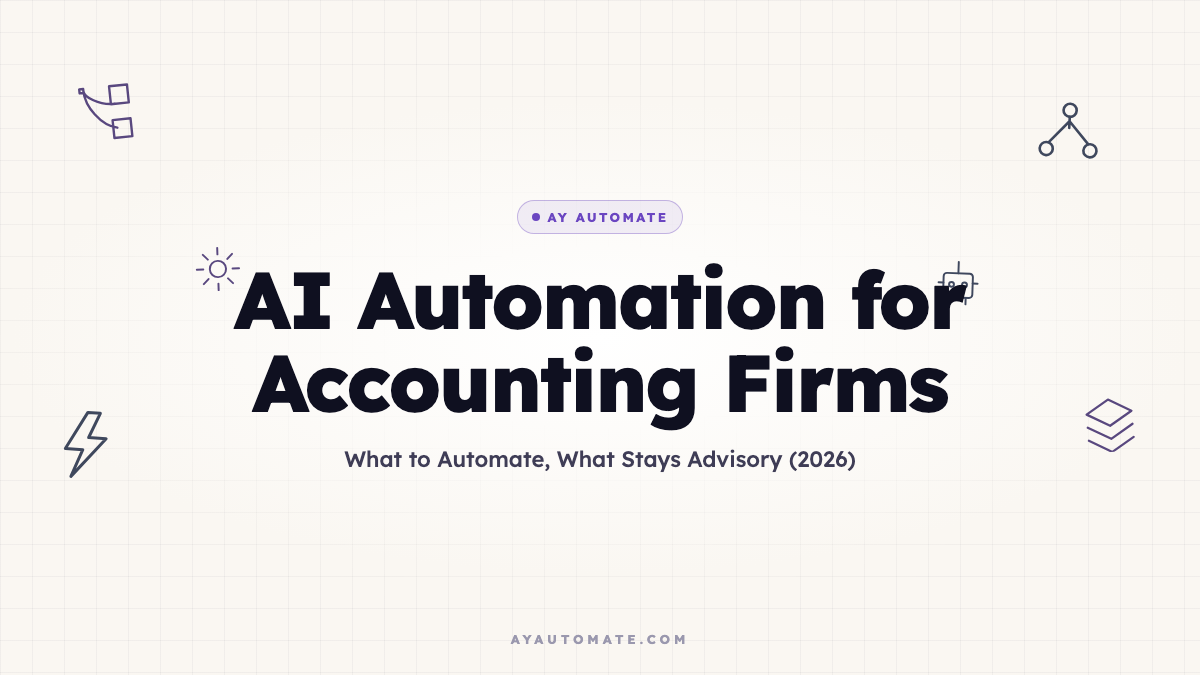 AY AUTOMATE
AI Automation for
Accounting Firms
What to Automate, What Stays Advisory (2026)
AYAUTOMATE.COM